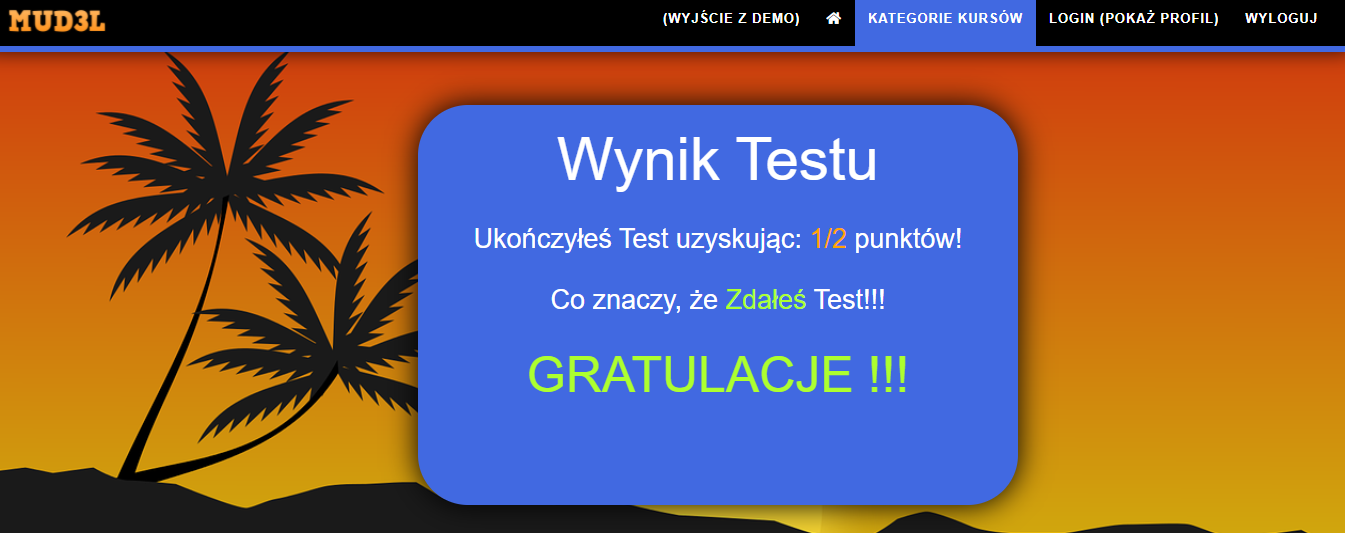 MUD3L
(WYJŚCIE Z DEMO)
KATEGORIE KURSÓW
LOGIN (POKAŻ PROFIL)
WYLOGUJ
Wynik Testu
Ukończyłeś Test uzyskując: 1/2 punktów!
Co znaczy, że Zdałeś Test!!!
GRATULACJE !!!